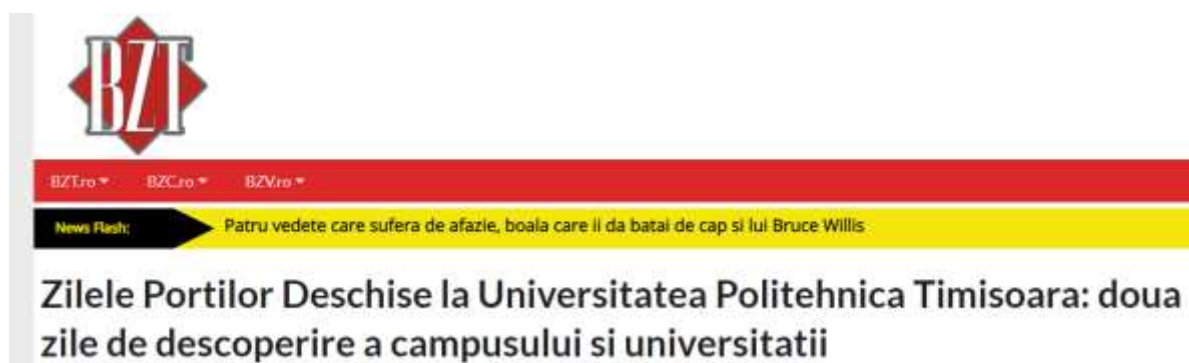 BZT
BZT.ro BZC.ro BZV.ro
News Flash: Patru vedete care sufera de afazie, boala care ii da batai de cap si lui Bruce Willis
Zilele Portilor Deschise la Universitatea Politehnica Timisoara: doua
zile de descoperire a campusului si universitatii